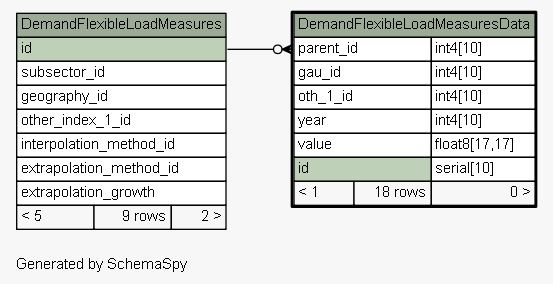 DemandFlexibleLoadMeasures
id
subsector_id
geography_id
other_index_1_id
interpolation_method_id
extrapolation_method_id
extrapolation_growth
< 5 9 rows 2 >
DemandFlexibleLoadMeasuresData
parent_id int4[10]
gau_id int4[10]
oth_1_id int4[10]
year int4[10]
value float8[17,17]
id serial[10]
< 1 18 rows 0 >
Generated by SchemaSpy